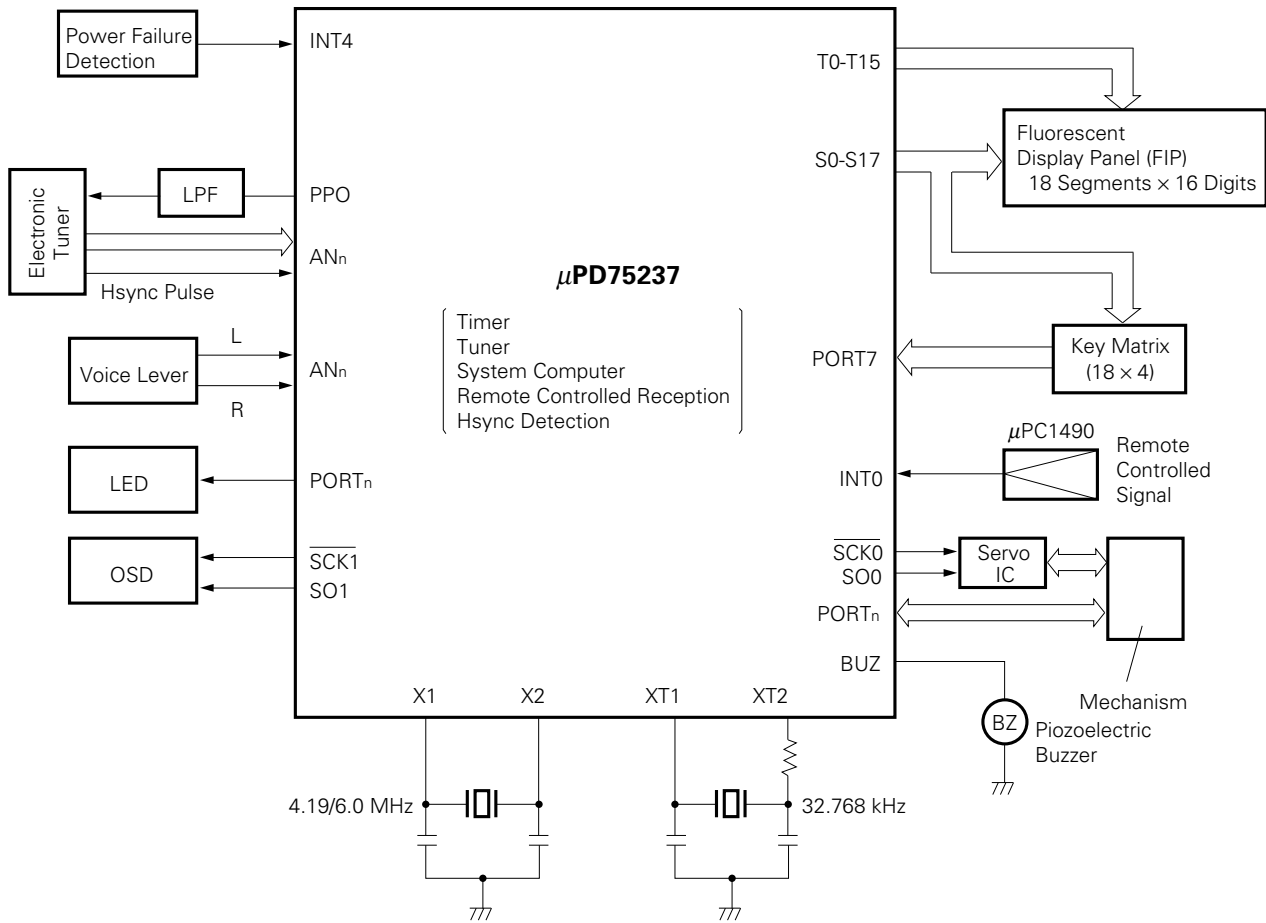 Power Failure
Detection
INT4
T0-T15
Fluorescent
Display Panel (FIP)
18 Segments × 16 Digits
S0-S17
Electronic
Tuner
LPF
PPO
ANn
Hsync Pulse
μPD75237
Timer
Tuner
System Computer
Remote Controlled Reception
Hsync Detection
Voice Lever
L
R
ANn
PORT7
Key Matrix
(18 × 4)
μPC1490
Remote
Controlled
Signal
INT0
LED
PORTn
OSD
SCK1
SO1
SCK0
SO0
Servo
IC
PORTn
BUZ
Mechanism
BZ
Piozoelectric
Buzzer
X1
X2
XT1
XT2
4.19/6.0 MHz
32.768 kHz